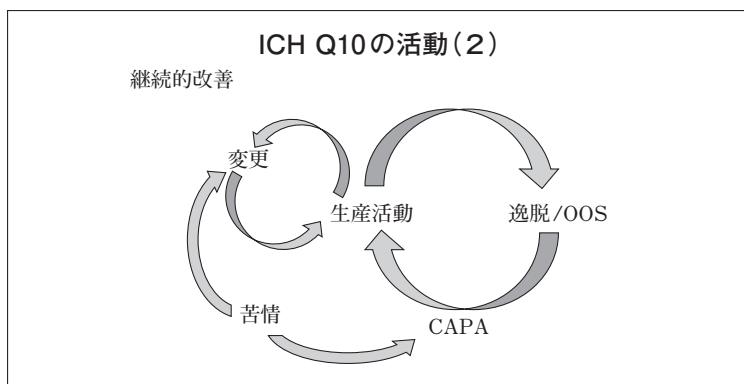 ICH Q10の活動(2)
継続的改善
変更
生産活動
逸脱/OOS
苦情
CAPA